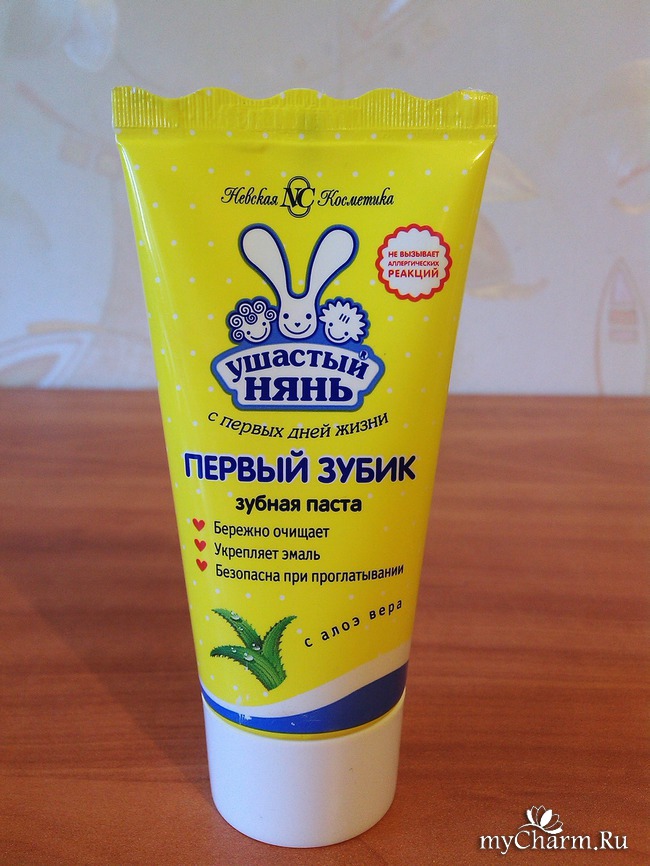 Невская NC Косметика
НЕ ВЫЗЫВАЕТ
АЛЛЕРГИЧЕСКИХ
РЕАКЦИЙ
УШАСТЫЙ®
НЯНЬ
с первых дней жизни
ПЕРВЫЙ ЗУБИК
зубная паста
Бережно очищает
Укрепляет эмаль
Безопасна при проглатывании
с алоэ вера
myCharm.Ru